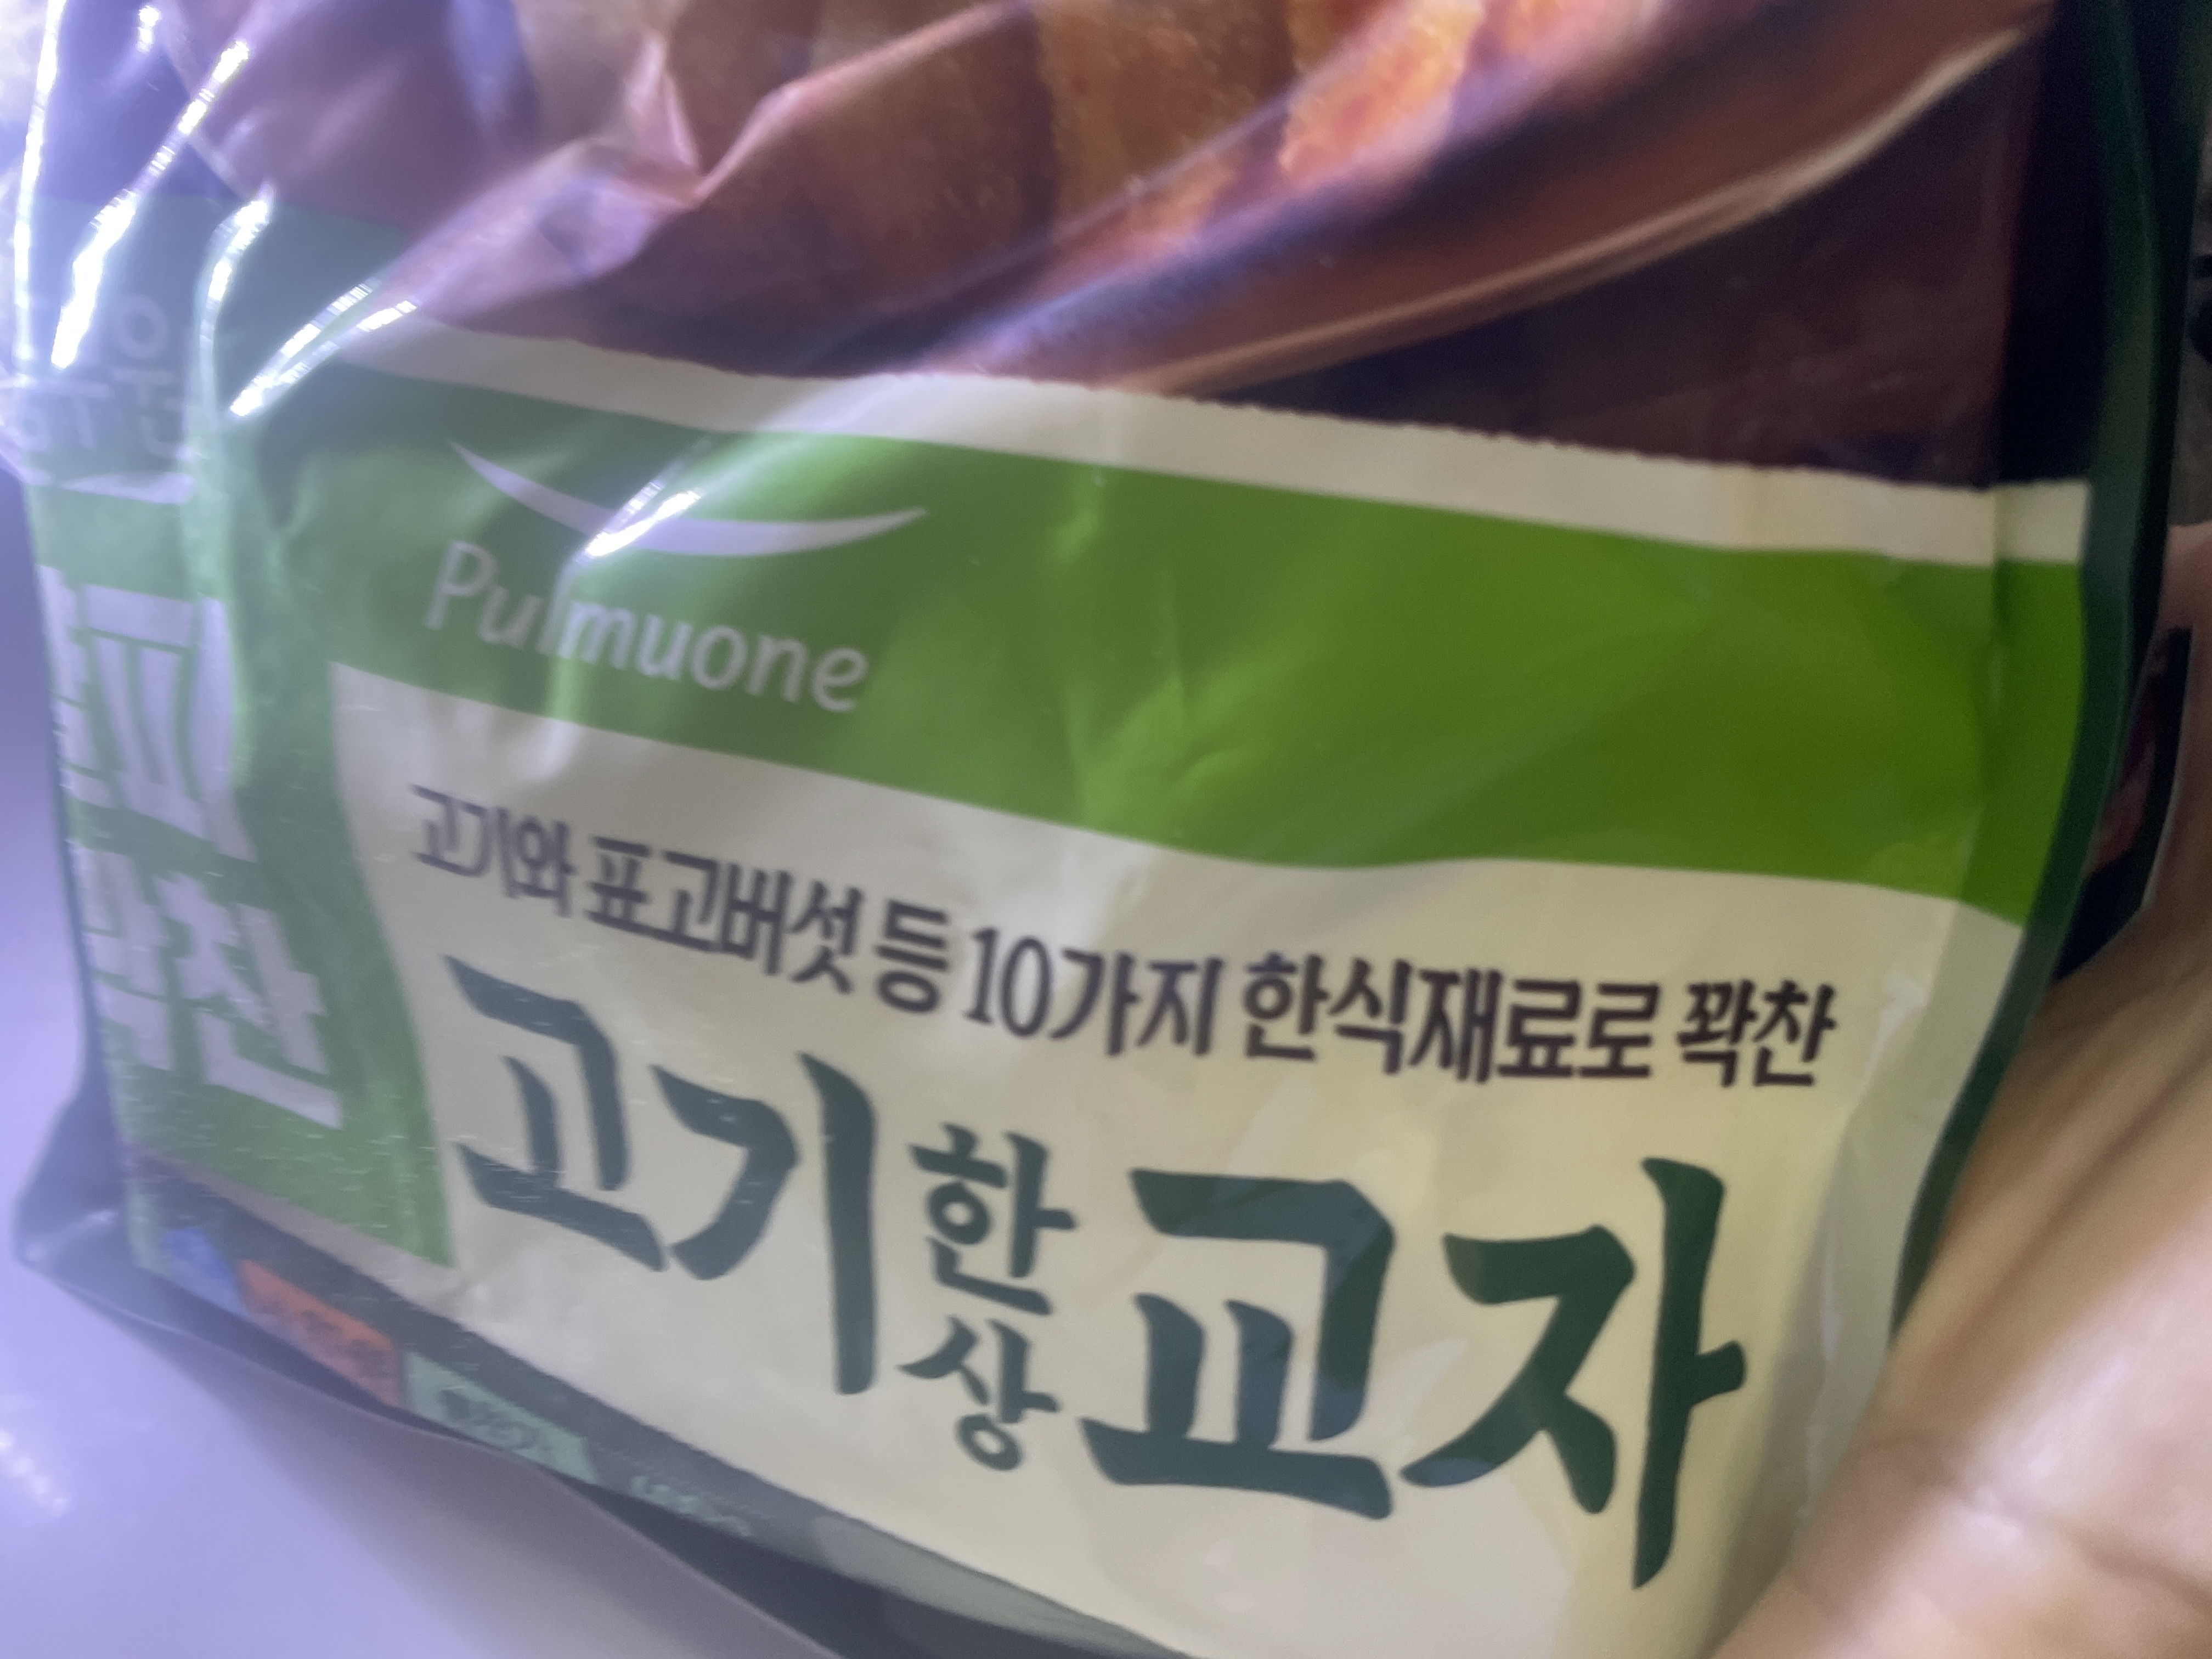 Pulmuone
고기와 표고버섯 등 10가지 한식재료로 꽉찬
고기한상교자